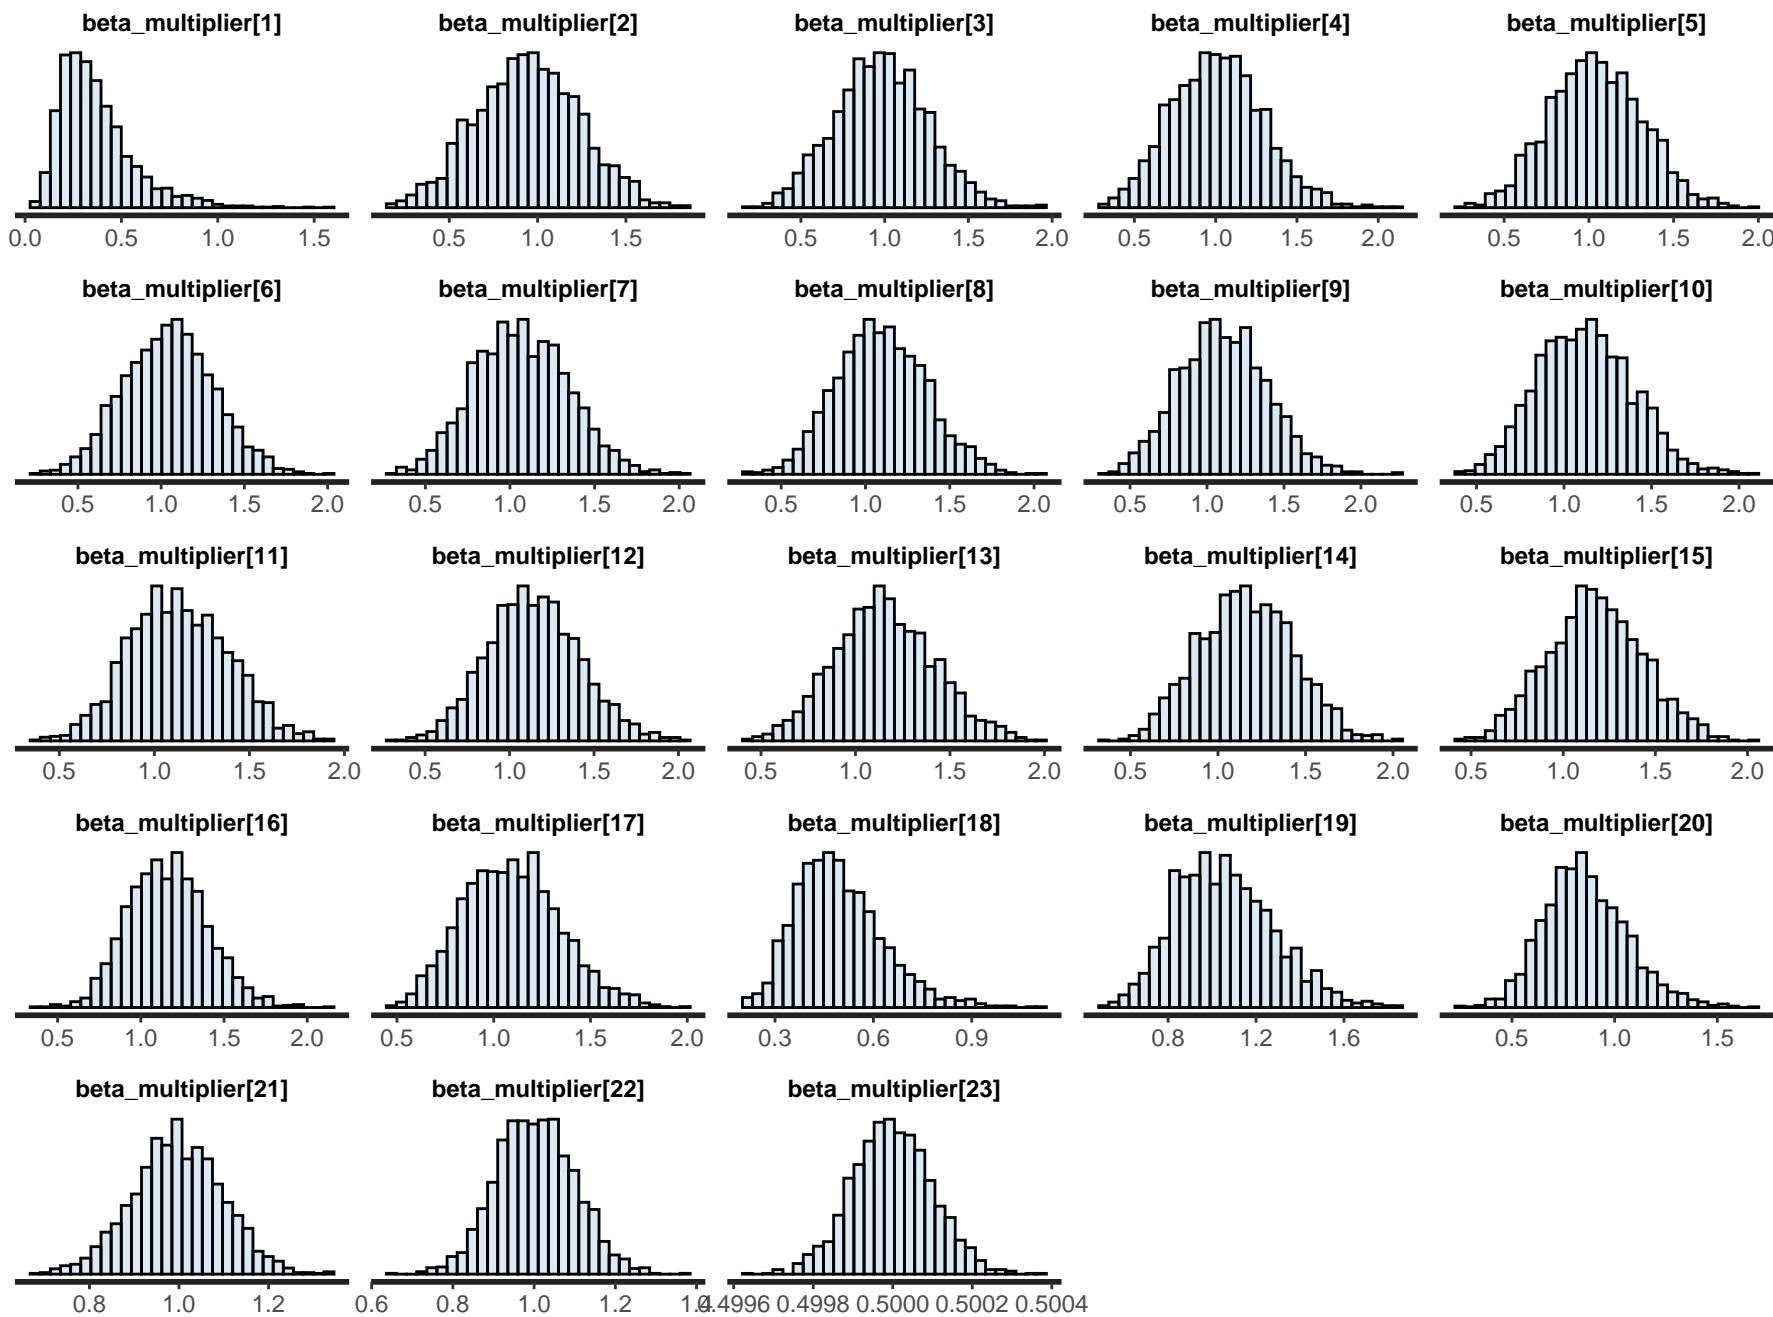 beta_multiplier[1] beta_multiplier[2] beta_multiplier[3] beta_multiplier[4] beta_multiplier[5]
0.0 0.5 1.0 1.5 0.5 1.0 1.5 0.5 1.0 1.5 2.0 0.5 1.0 1.5 2.0 0.5 1.0 1.5 2.0
beta_multiplier[6] beta_multiplier[7] beta_multiplier[8] beta_multiplier[9] beta_multiplier[10]
0.5 1.0 1.5 2.0 0.5 1.0 1.5 2.0 0.5 1.0 1.5 2.0 0.5 1.0 1.5 2.0 0.5 1.0 1.5 2.0
beta_multiplier[11] beta_multiplier[12] beta_multiplier[13] beta_multiplier[14] beta_multiplier[15]
0.5 1.0 1.5 2.0 0.5 1.0 1.5 2.0 0.5 1.0 1.5 2.0 0.5 1.0 1.5 2.0 0.5 1.0 1.5 2.0
beta_multiplier[16] beta_multiplier[17] beta_multiplier[18] beta_multiplier[19] beta_multiplier[20]
0.5 1.0 1.5 2.0 0.5 1.0 1.5 2.0 0.3 0.6 0.9 0.8 1.2 1.6 0.5 1.0 1.5
beta_multiplier[21] beta_multiplier[22] beta_multiplier[23]
0.8 1.0 1.2 0.6 0.8 1.0 1.2 1.4 0.4996 0.4998 0.5000 0.5002 0.5004